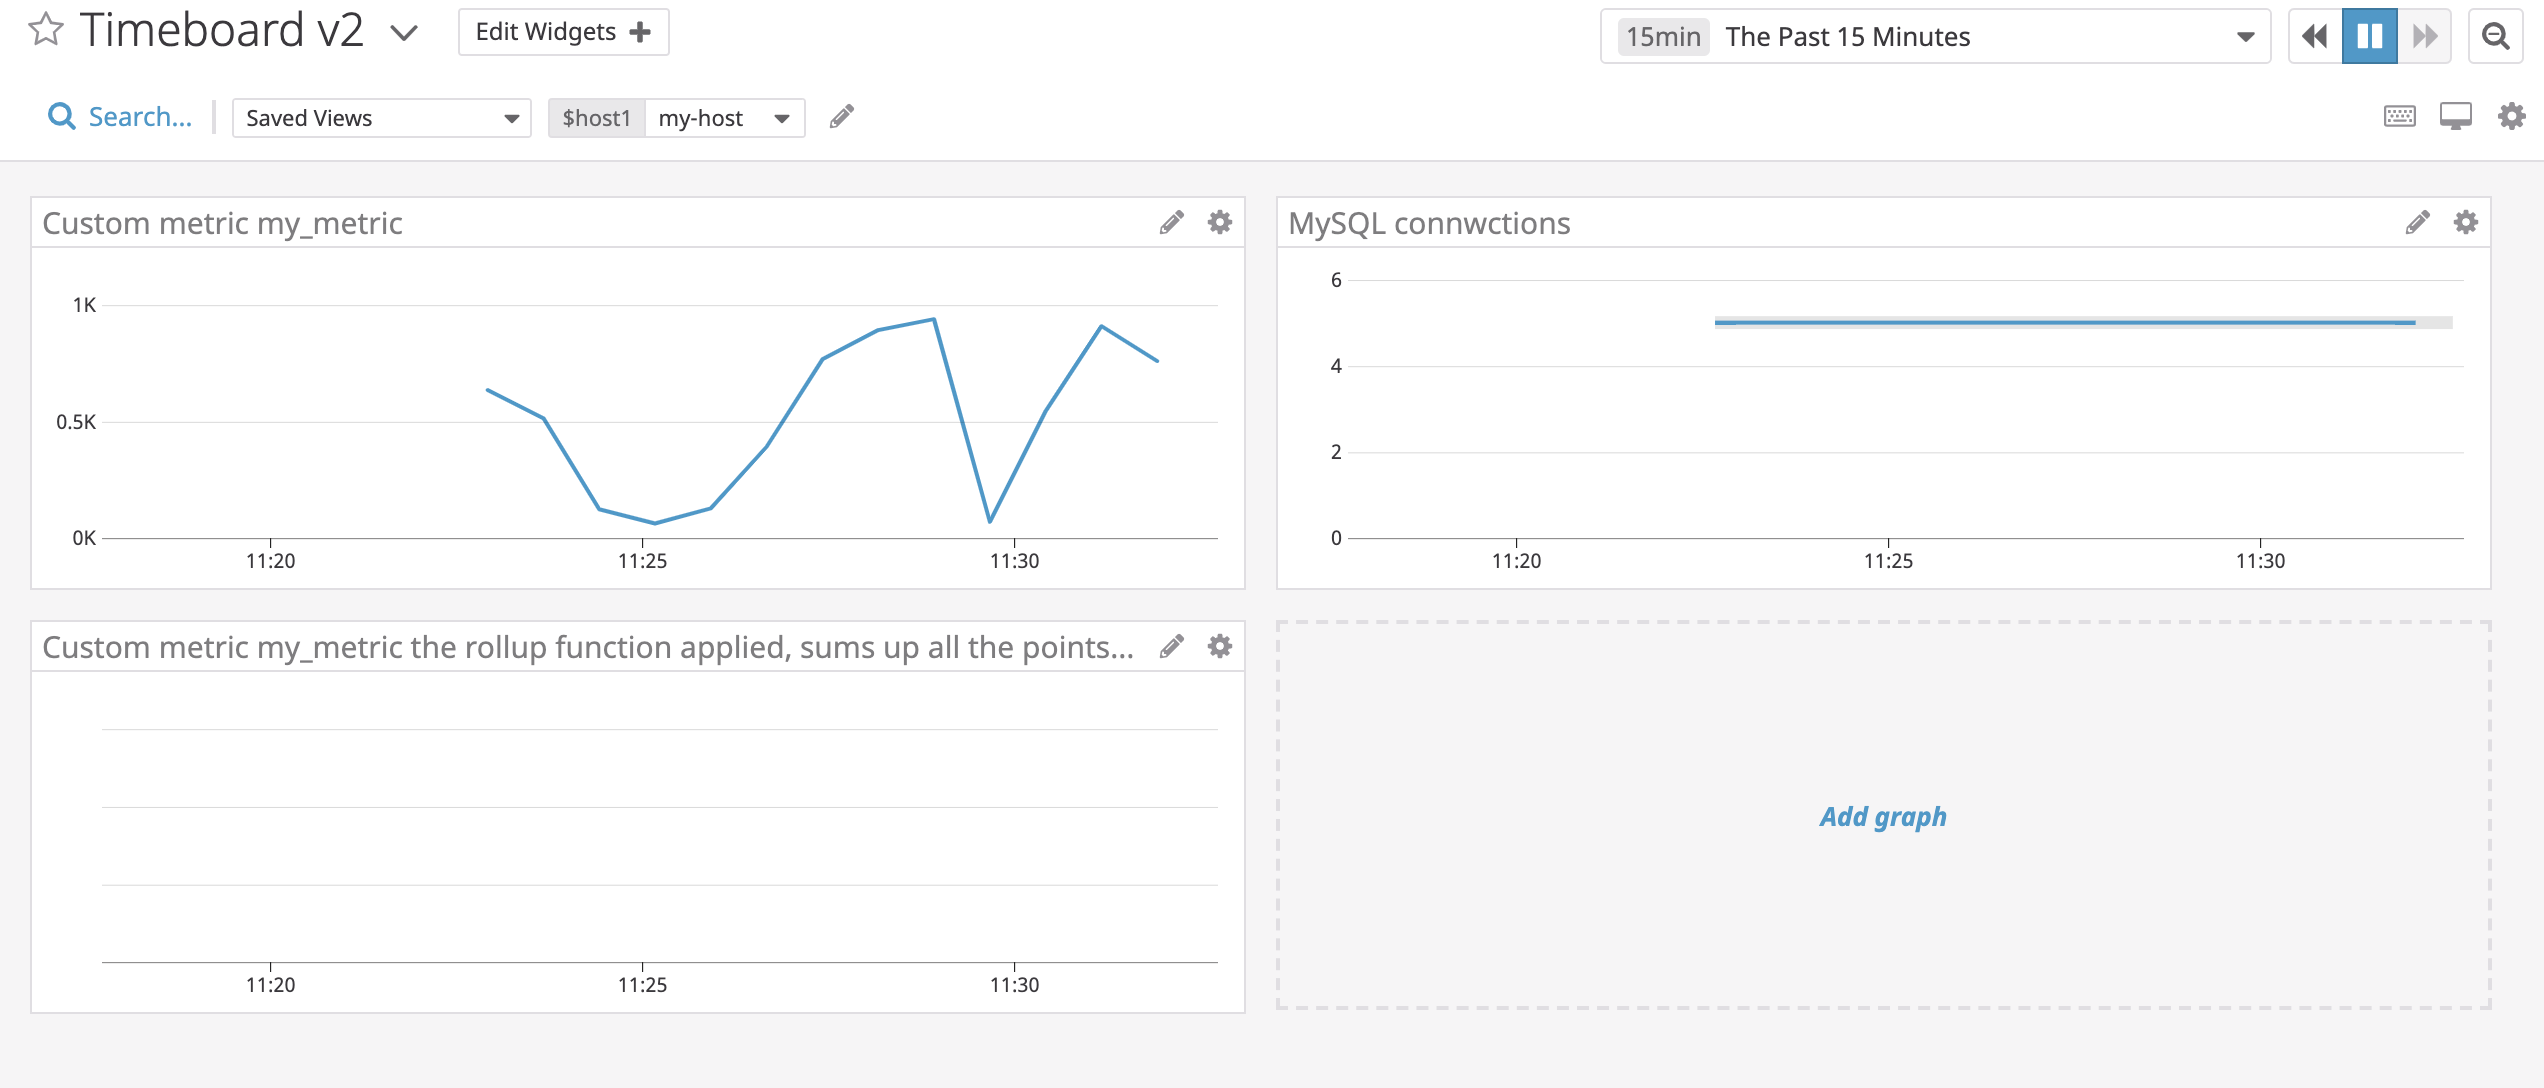 Timeboard v2
Edit Widgets
15min The Past 15 Minutes
Search...
Saved Views
$host1 my-host
Custom metric my_metric
1K
0.5K
0K
11:20 11:25 11:30
MySQL connwctions
6
4
2
0
11:20 11:25 11:30
Custom metric my_metric the rollup function applied, sums up all the points...
11:20 11:25 11:30
Add graph